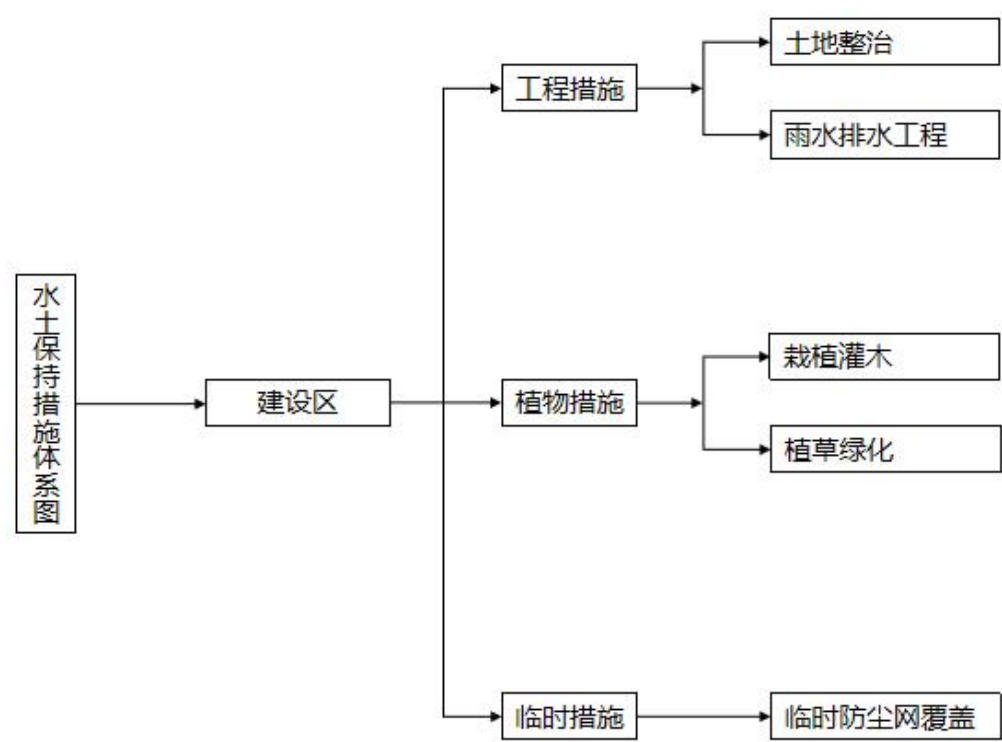 水土保持措施体系图
建设区
工程措施
土地整治
雨水排水工程
植物措施
栽植灌木
植草绿化
临时措施
临时防尘网覆盖